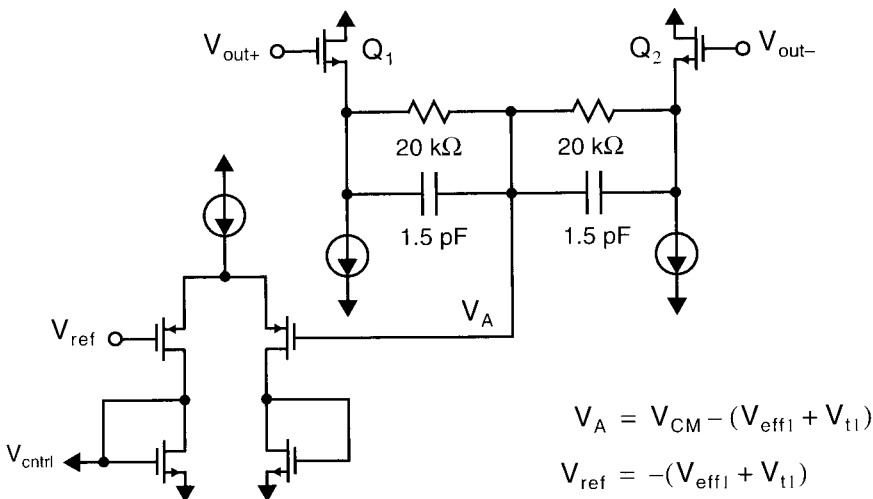 V_out+
Q_1
Q_2
V_out−
20 kΩ
20 kΩ
1.5 pF
1.5 pF
V_ref
V_A
V_cntrl
V_A = V_CM − (V_eff1 + V_t1)
V_ref = −(V_eff1 + V_t1)